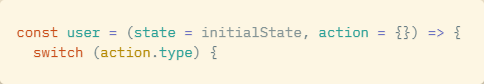 const user = (state = initialState, action = {}) => {
  switch (action.type) {